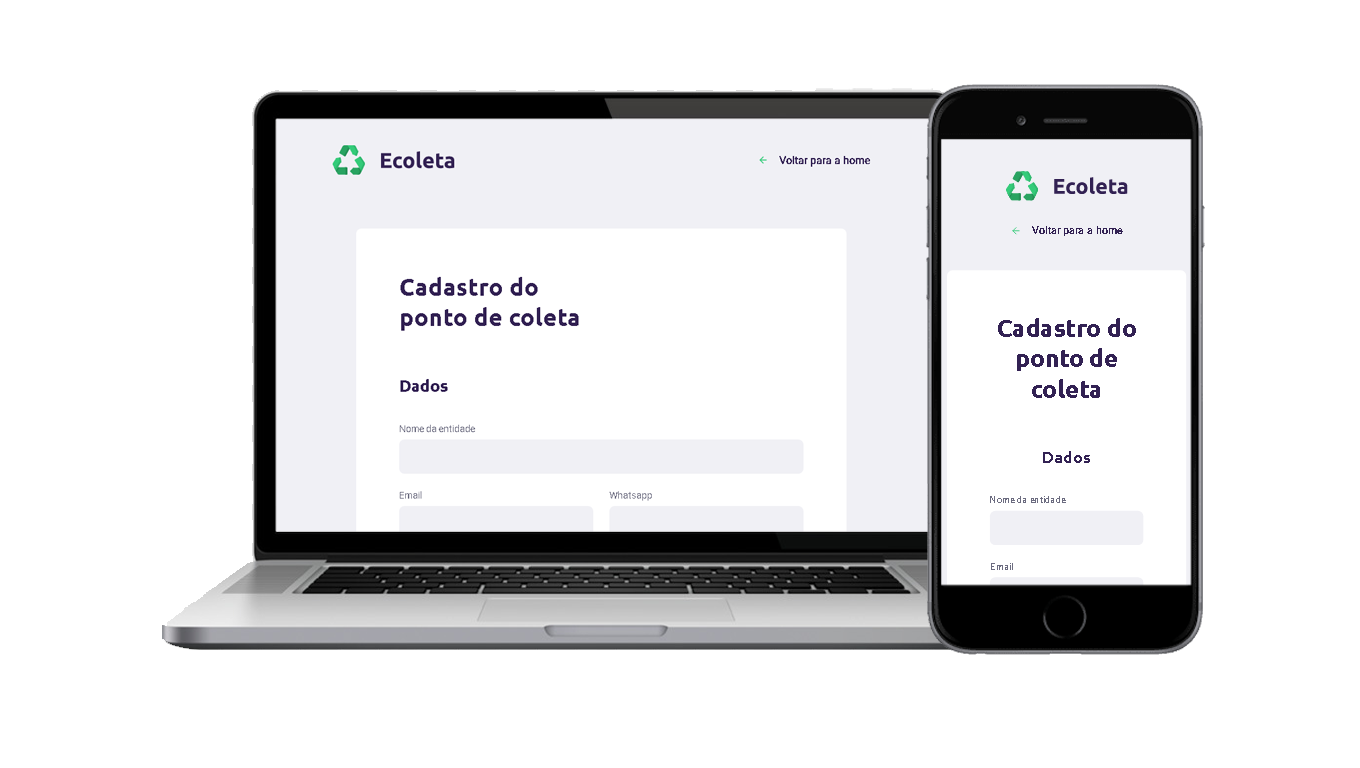 Ecoleta
Voltar para a home
Cadastro do
ponto de coleta
Dados
Nome da entidade
Email Whatsapp
Ecoleta
Voltar para a home
Cadastro do
ponto de
coleta
Dados
Nome da entidade
Email